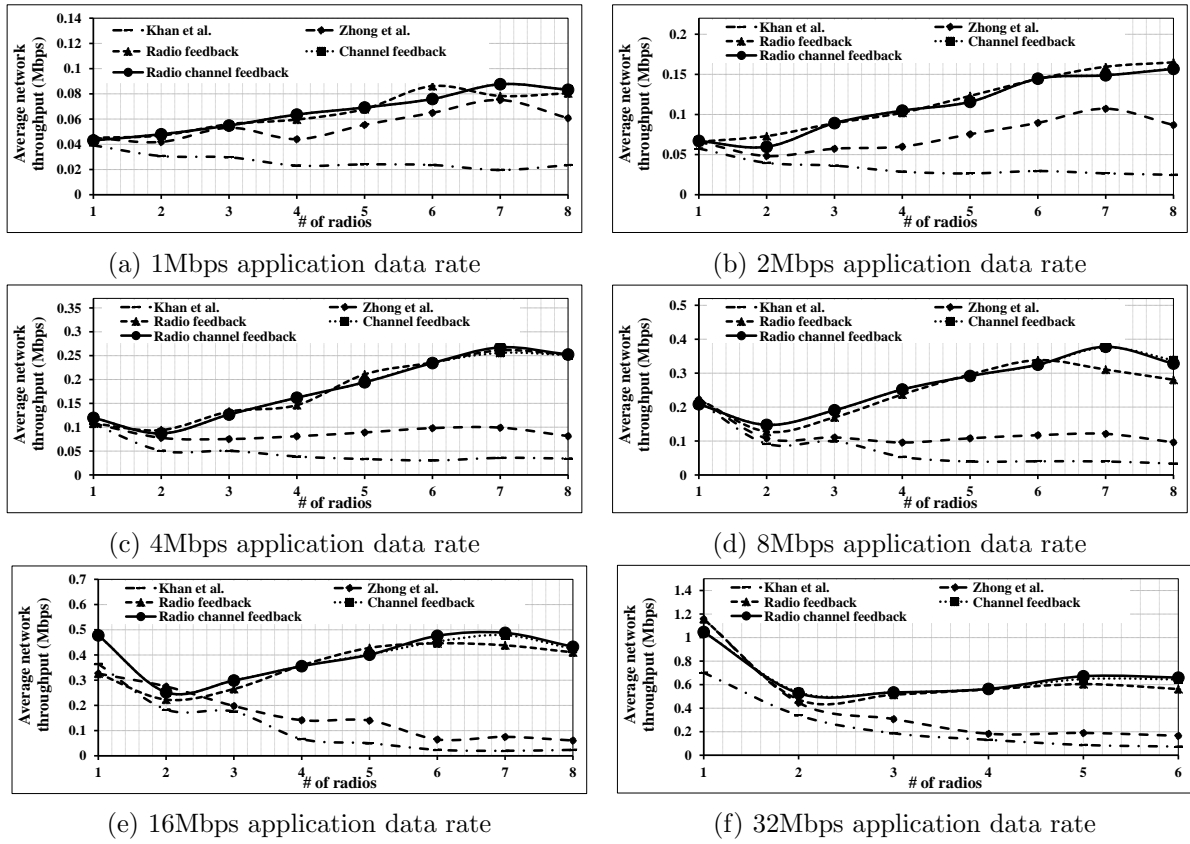 Average network
throughput (Mbps)
0.14
0.12
0.1
0.08
0.06
0.04
0.02
0
Khan et al.
Zhong et al.
Radio feedback
Channel feedback
Radio channel feedback
1 2 3 4 5 6 7 8
# of radios
(a) 1Mbps application data rate
Average network
throughput (Mbps)
0.2
0.15
0.1
0.05
0
Khan et al.
Zhong et al.
Radio feedback
Channel feedback
Radio channel feedback
1 2 3 4 5 6 7 8
# of radios
(b) 2Mbps application data rate
Average network
throughput (Mbps)
0.35
0.3
0.25
0.2
0.15
0.1
0.05
0
Khan et al.
Zhong et al.
Radio feedback
Channel feedback
Radio channel feedback
1 2 3 4 5 6 7 8
# of radios
(c) 4Mbps application data rate
Average network
throughput (Mbps)
0.5
0.4
0.3
0.2
0.1
0
Khan et al.
Zhong et al.
Radio feedback
Channel feedback
Radio channel feedback
1 2 3 4 5 6 7 8
# of radios
(d) 8Mbps application data rate
Average network
throughput (Mbps)
0.7
0.6
0.5
0.4
0.3
0.2
0.1
0
Khan et al.
Zhong et al.
Radio feedback
Channel feedback
Radio channel feedback
1 2 3 4 5 6 7 8
# of radios
(e) 16Mbps application data rate
Average network
throughput (Mbps)
1.4
1.2
1
0.8
0.6
0.4
0.2
0
Khan et al.
Zhong et al.
Radio feedback
Channel feedback
Radio channel feedback
1 2 3 4 5 6
# of radios
(f) 32Mbps application data rate